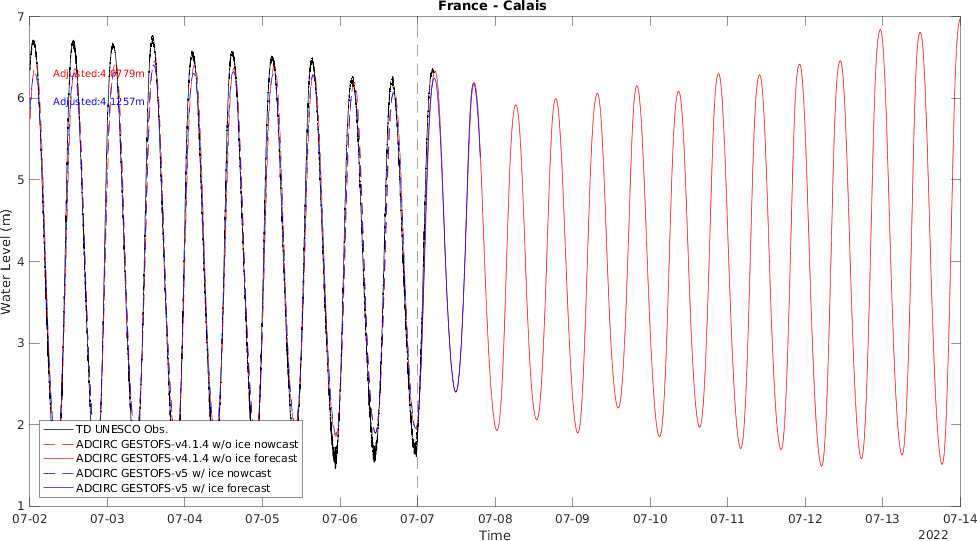 France - Calais
7
6
5
4
3
2
1
Water Level (m)
Adjusted:4.0779m
Adjusted:4.1257m
TD UNESCO Obs.
ADCIRC GESTOFS-v4.1.4 w/o ice nowcast
ADCIRC GESTOFS-v4.1.4 w/o ice forecast
ADCIRC GESTOFS-v5 w/ ice nowcast
ADCIRC GESTOFS-v5 w/ ice forecast
07-02 07-03 07-04 07-05 07-06 07-07 07-08 07-09 07-10 07-11 07-12 07-13 07-14
Time
2022